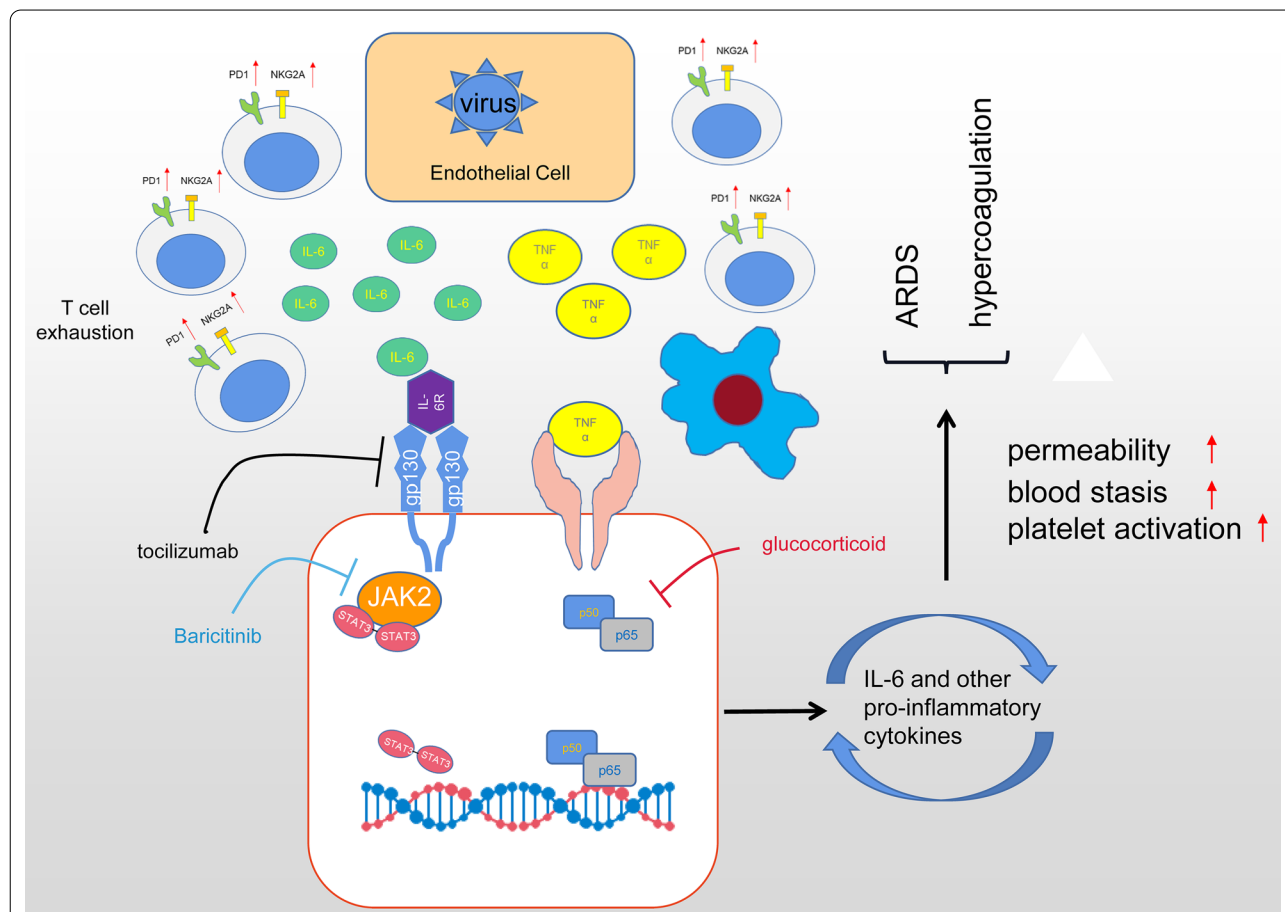 PD1
NKG2A
PD1
NKG2A
PD1
NKG2A
PD1
NKG2A
PD1
NKG2A
virus
Endothelial Cell
T cell
exhaustion
IL-6
IL-6
IL-6
IL-6
IL-6
IL-6
TNF
α
TNF
α
TNF
α
ARDS
hypercoagulation
IL-
6R
gp130
gp130
TNF
α
permeability
blood stasis
platelet activation
tocilizumab
Baricitinib
glucocorticoid
JAK2
STAT3
STAT3
p50
p65
IL-6 and other
pro-inflammatory
cytokines
STAT3
STAT3
p50
p65